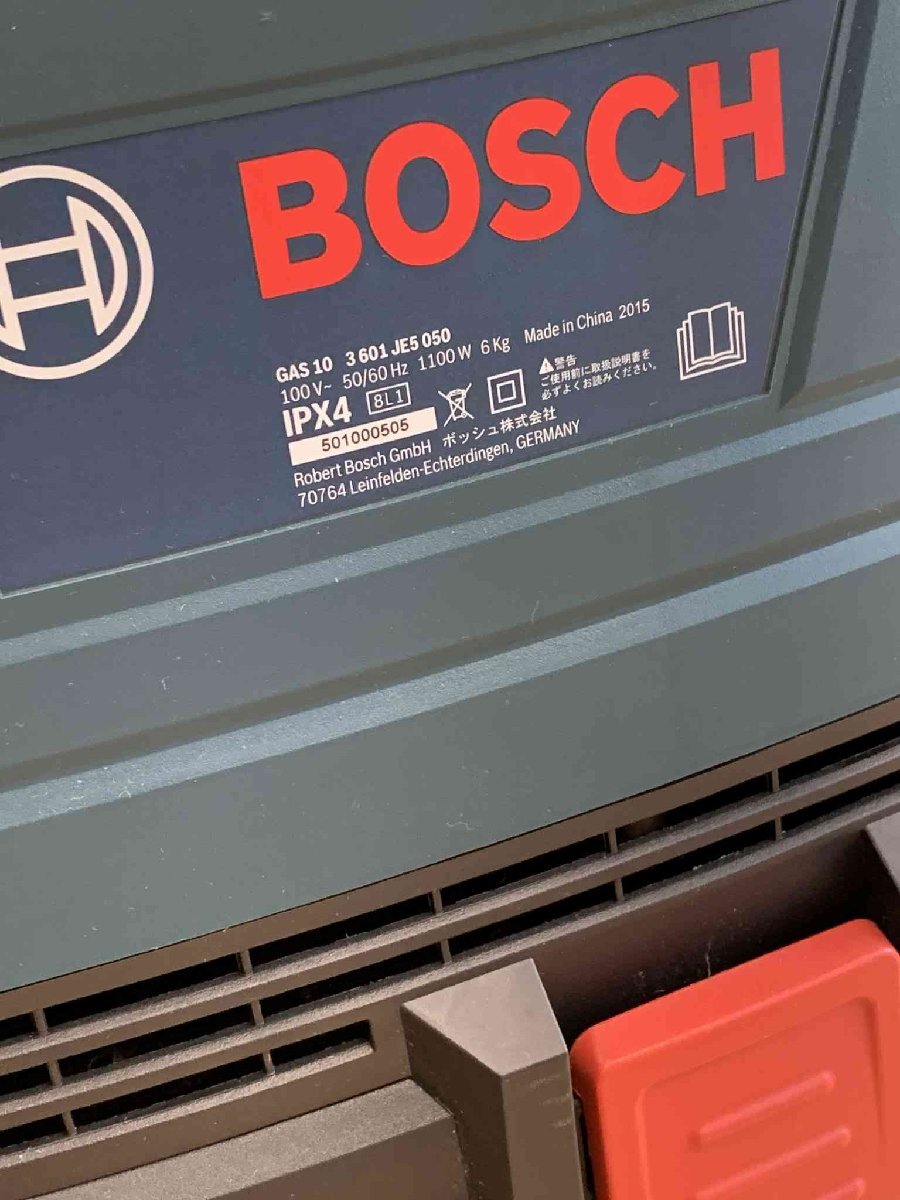 BOSCH
GAS 10 3 601 JE5 050
100 V~ 50/60 Hz 1100 W 6 Kg Made in China 2015
IPX4 8L1
⚠警告
ご使用前に取扱説明書を
必ずよくお読みください。
501000505
Robert Bosch GmbH ボッシュ株式会社
70764 Leinfelden-Echterdingen, GERMANY